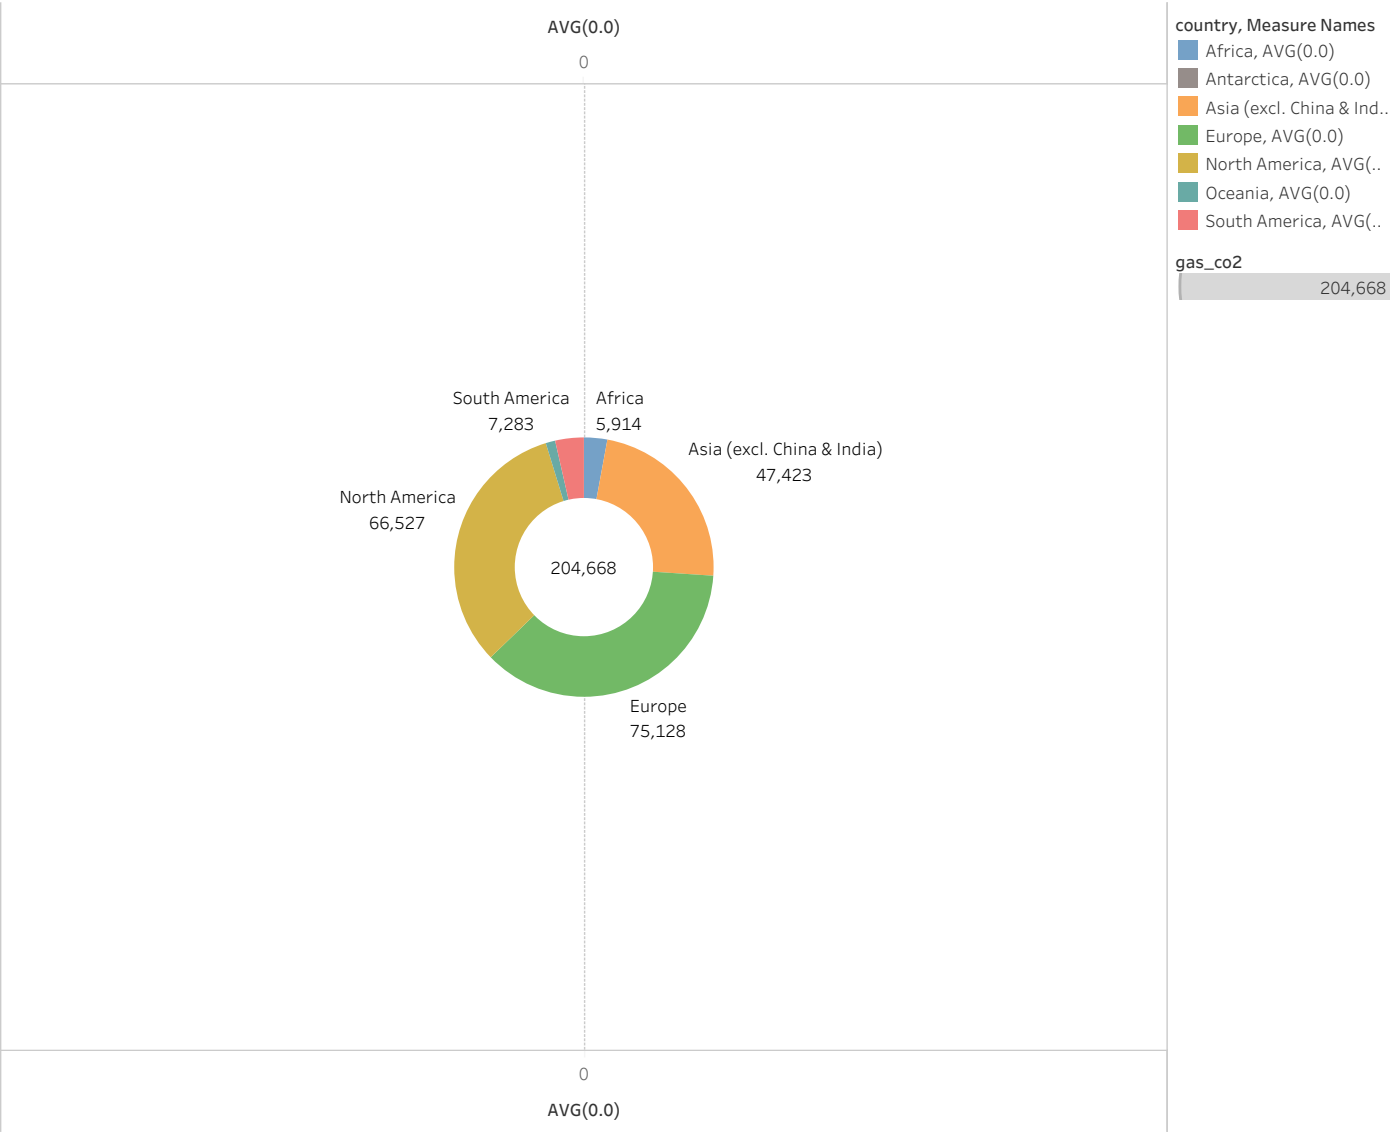 AVG(0.0)
0
South America
7,283
Africa
5,914
Asia (excl. China & India)
47,423
North America
66,527
204,668
Europe
75,128
0
AVG(0.0)
country, Measure Names
Africa, AVG(0.0)
Antarctica, AVG(0.0)
Asia (excl. China & Ind..
Europe, AVG(0.0)
North America, AVG(..
Oceania, AVG(0.0)
South America, AVG(..
gas_co2
204,668